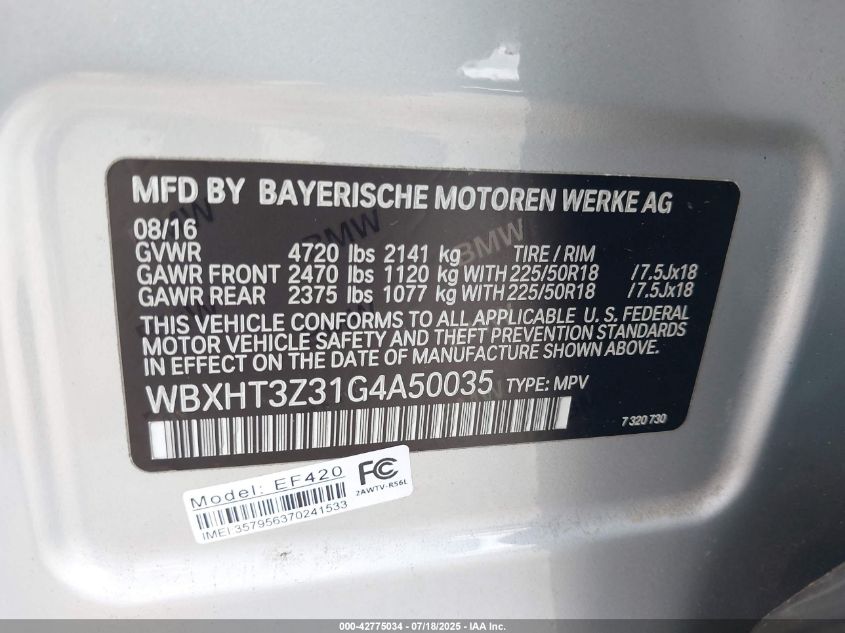 MFD BY BAYERISCHE MOTOREN WERKE AG
08/16
GVWR 4720 lbs 2141 kg TIRE / RIM
GAWR FRONT 2470 lbs 1120 kg WITH 225/50R18 /7.5Jx18
GAWR REAR 2375 lbs 1077 kg WITH 225/50R18 /7.5Jx18
THIS VEHICLE CONFORMS TO ALL APPLICABLE U.S. FEDERAL
MOTOR VEHICLE SAFETY AND THEFT PREVENTION STANDARDS
IN EFFECT ON THE DATE OF MANUFACTURE SHOWN ABOVE.
WBXHT3Z31G4A50035 TYPE: MPV
7 320 730
BMW
BMW
BMW
Model: EF420 FC
2AWTV-RS6L
IMEI 357956370241533
000-42775034 - 07/18/2025 - IAA Inc.